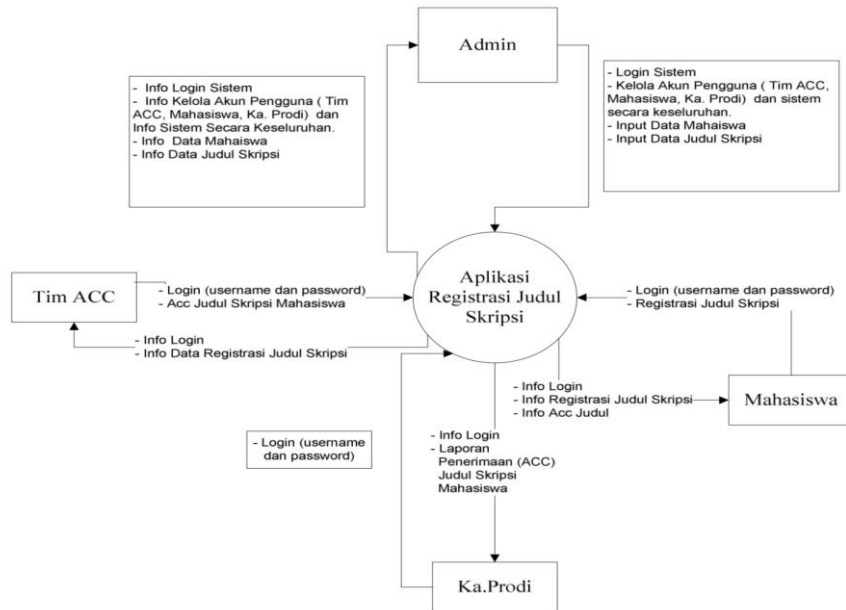 Admin
- Info Login Sistem
- Info Kelola Akun Pengguna ( Tim
ACC, Mahasiswa, Ka. Prodi) dan
Info Sistem Secara Keseluruhan.
- Info Data Mahaiswa
- Info Data Judul Skripsi
- Login Sistem
- Kelola Akun Pengguna ( Tim ACC,
Mahasiswa, Ka. Prodi) dan sistem
secara keseluruhan.
- Input Data Mahaiswa
- Input Data Judul Skripsi
Tim ACC
- Login (username dan password)
- Acc Judul Skripsi Mahasiswa
Aplikasi
Registrasi Judul
Skripsi
- Login (username dan password)
- Registrasi Judul Skripsi
- Info Login
- Info Data Registrasi Judul Skripsi
- Info Login
- Info Registrasi Judul Skripsi
- Info Acc Judul
Mahasiswa
- Login (username
dan password)
- Info Login
- Laporan
Penerimaan (ACC)
Judul Skripsi
Mahasiswa
Ka.Prodi